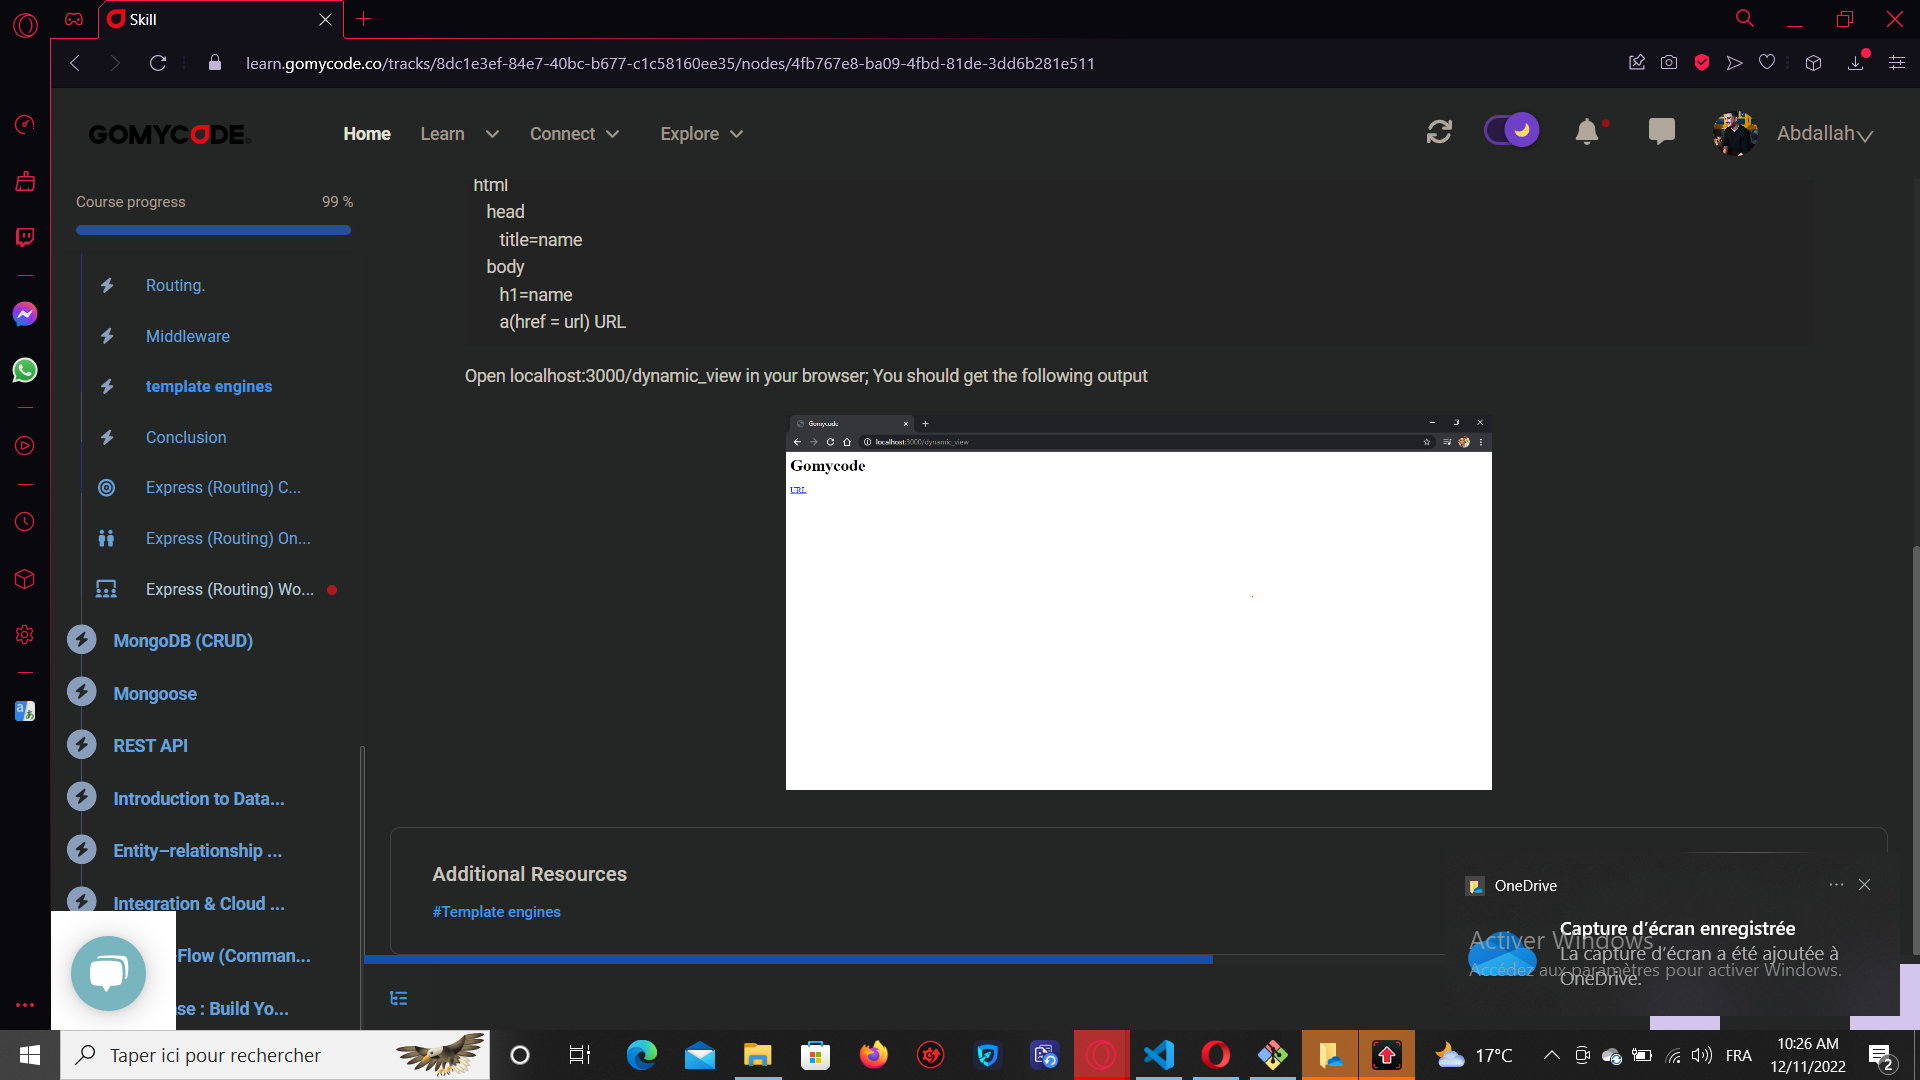 Skill
learn.gomycode.co/tracks/8dc1e3ef-84e7-40bc-b677-c1c58160ee35/nodes/4fb767e8-ba09-4fbd-81de-3dd6b281e511
GOMYCODE
Home
Learn
Connect
Explore
Abdallah
Course progress
99 %
Routing.
Middleware
template engines
Conclusion
Express (Routing) C...
Express (Routing) On...
Express (Routing) Wo...
MongoDB (CRUD)
Mongoose
REST API
Introduction to Data...
Entity–relationship ...
Integration & Cloud ...
Flow (Comman...
se : Build Yo...
html
head
title=name
body
h1=name
a(href = url) URL
Open localhost:3000/dynamic_view in your browser; You should get the following output
Gomycode
localhost:3000/dynamic_view
Gomycode
URL
Additional Resources
#Template engines
OneDrive
Capture d’écran enregistrée
La capture d’écran a été ajoutée à
OneDrive.
Activer Windows
Accédez aux paramètres pour activer Windows.
Taper ici pour rechercher
17°C
FRA
10:26 AM
12/11/2022
2